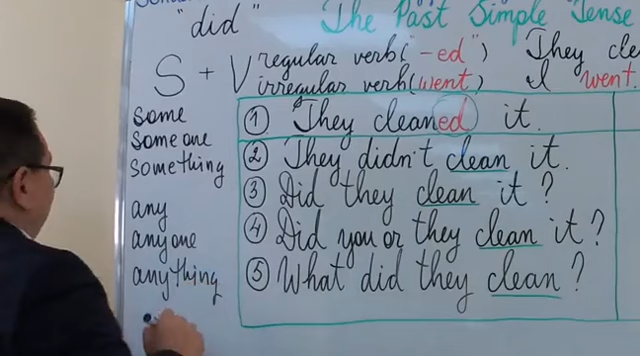 "did" The Past Simple Tense
S + V regular verb ("-ed")
irregular verb (went)
They cle
I went.
some
someone
something
any
anyone
anything
① They cleaned it.
② They didn't clean it.
③ Did they clean it?
④ Did you or they clean it?
⑤ What did they clean?